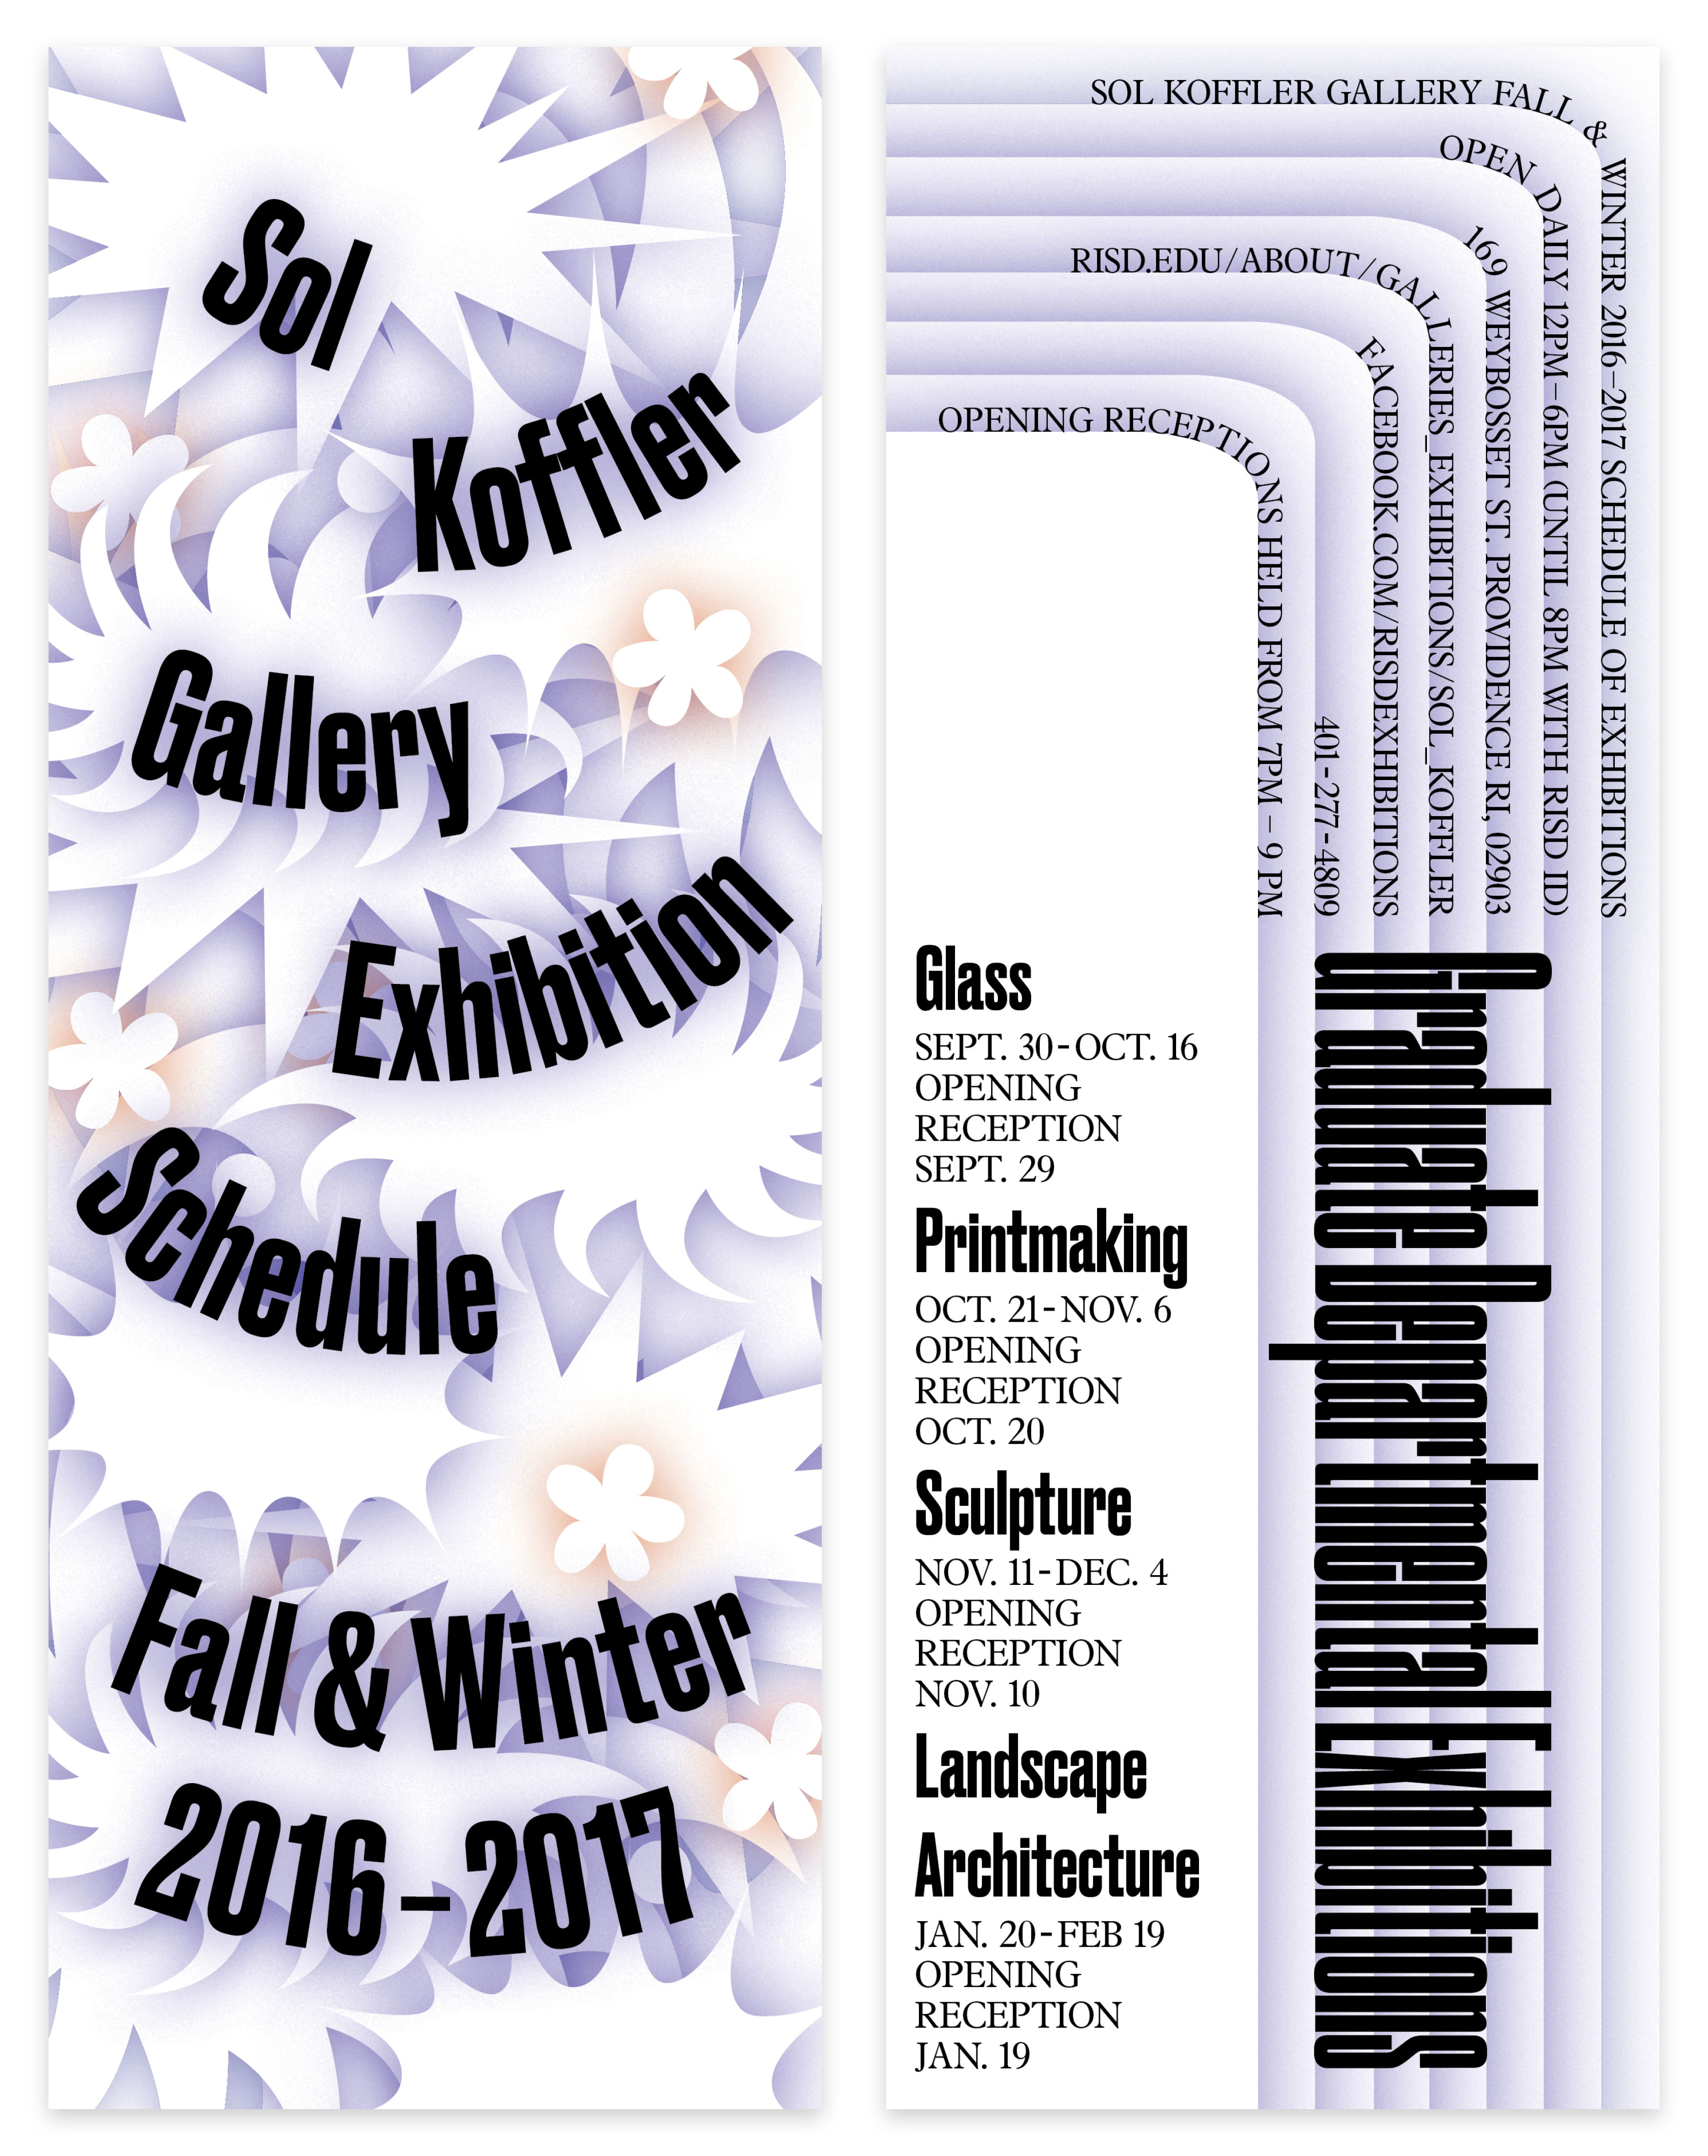 Sol
Koffler
Gallery
Exhibition
Schedule
Fall & Winter
2016–2017
SOL KOFFLER GALLERY FALL & WINTER 2016–2017 SCHEDULE OF EXHIBITIONS
OPEN DAILY 12PM–6PM (UNTIL 8PM WITH RISD ID)
169 WEYBOSSET ST. PROVIDENCE RI, 02903
RISD.EDU/ABOUT/GALLERIES_EXHIBITIONS/SOL_KOFFLER
FACEBOOK.COM/RISDEXHIBITIONS
401-277-4809
OPENING RECEPTIONS HELD FROM 7PM – 9 PM
Graduate Departmental Exhibitions
Glass
SEPT. 30-OCT. 16
OPENING
RECEPTION
SEPT. 29
Printmaking
OCT. 21-NOV. 6
OPENING
RECEPTION
OCT. 20
Sculpture
NOV. 11-DEC. 4
OPENING
RECEPTION
NOV. 10
Landscape
Architecture
JAN. 20-FEB 19
OPENING
RECEPTION
JAN. 19